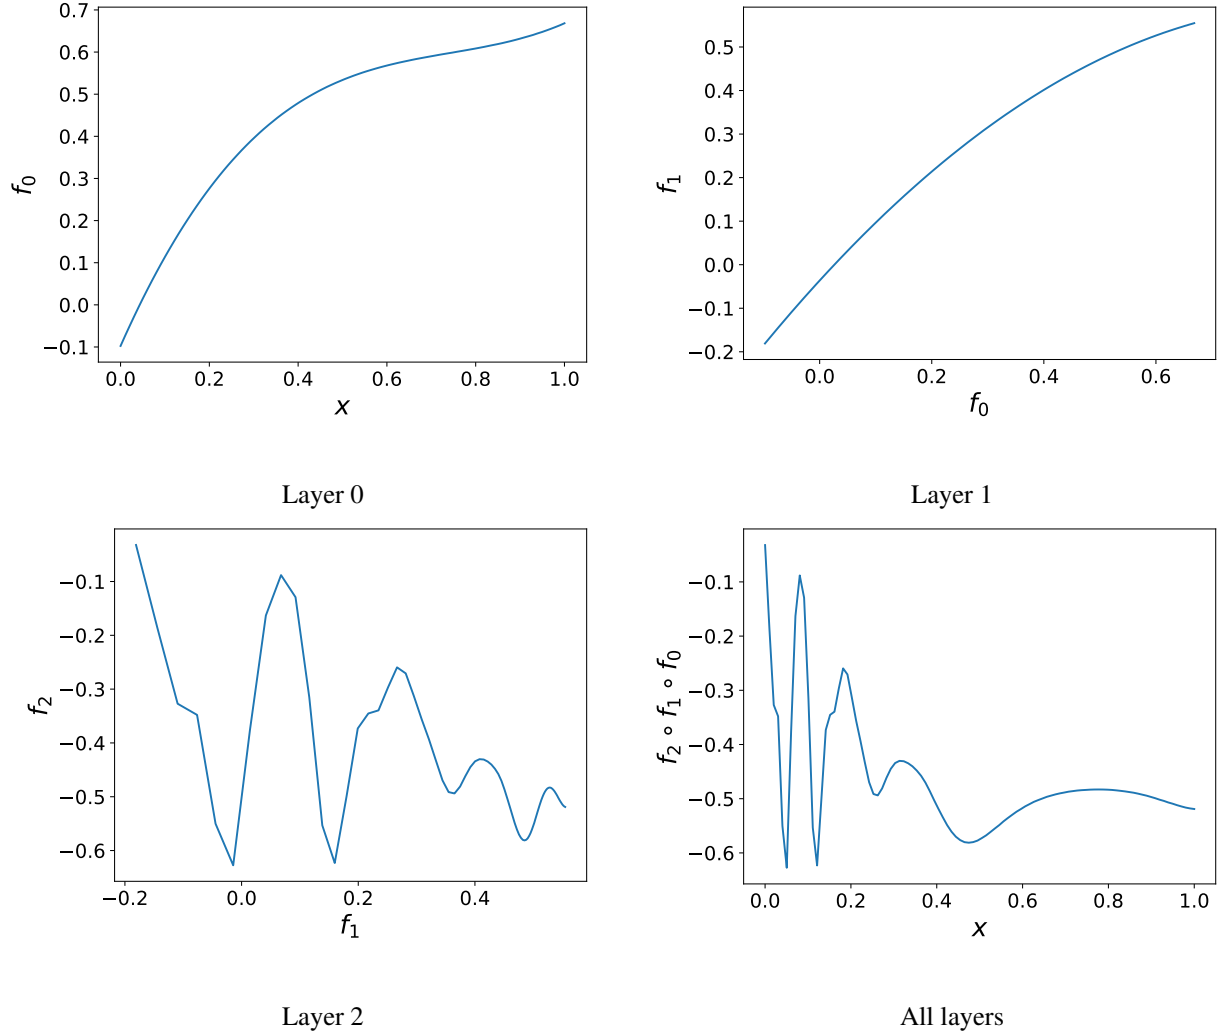 0.7
0.6
0.5
0.4
0.3
0.2
0.1
0.0
−0.1
f₀
0.0 0.2 0.4 0.6 0.8 1.0
x
Layer 0
0.5
0.4
0.3
0.2
0.1
0.0
−0.1
−0.2
f₁
0.0 0.2 0.4 0.6
f₀
Layer 1
−0.1
−0.2
−0.3
−0.4
−0.5
−0.6
f₂
−0.2 0.0 0.2 0.4
f₁
Layer 2
−0.1
−0.2
−0.3
−0.4
−0.5
−0.6
f₂ ∘ f₁ ∘ f₀
0.0 0.2 0.4 0.6 0.8 1.0
x
All layers